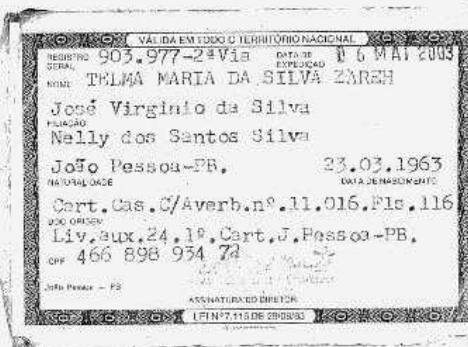 VÁLIDA EM TODO O TERRITÓRIO NACIONAL
REGISTRO GERAL 903.977-2ªVia DATA DE EXPEDIÇÃO 06 MAI 2003
NOME TELMA MARIA DA SILVA ZAREH
José Virginio da Silva
FILIAÇÃO
Nelly dos Santos Silva
João Pessoa-PB. 23.03.1963
NATURALIDADE DATA DE NASCIMENTO
Cert.Cas.C/Averb.nº.11.016.Fls.116
DOC ORIGEM
Liv.aux.24.1º.Cart.J.Pessoa-PB.
CPF 466 898 934
João Pessoa - PB
ASSINATURA DO DIRETOR
LEI Nº 7.116 DE 29/08/83